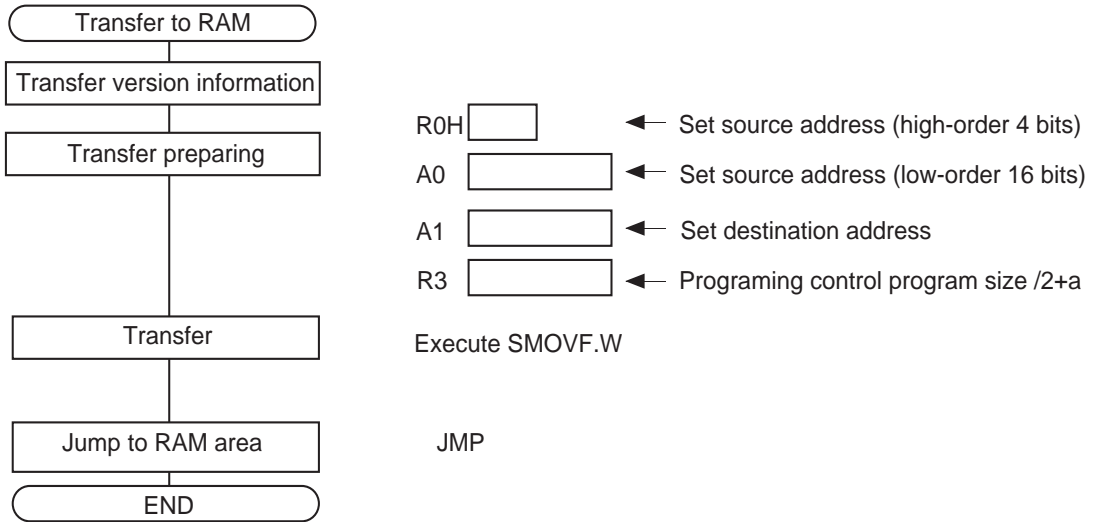 Transfer to RAM
Transfer version information
Transfer preparing
R0H
Set source address (high-order 4 bits)
A0
Set source address (low-order 16 bits)
A1
Set destination address
R3
Programing control program size /2+a
Transfer
Execute SMOVF.W
Jump to RAM area
JMP
END